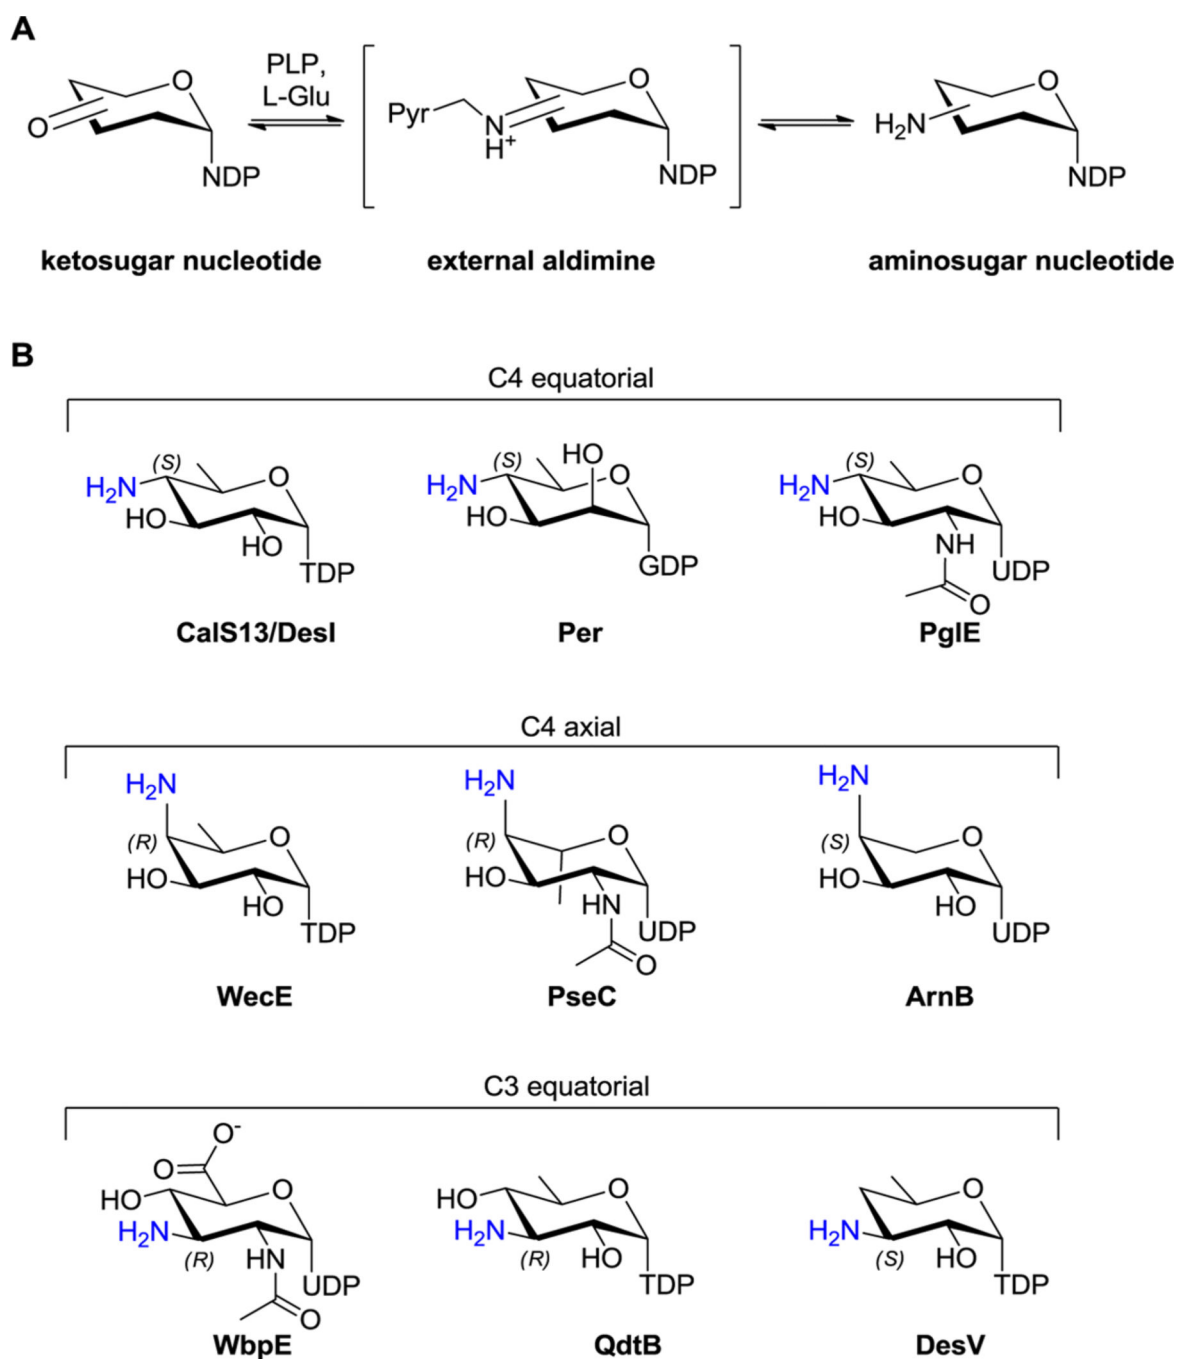 A
PLP,
L-Glu
O
O
NDP
Pyr
N
H+
O
NDP
O
H2N
NDP
ketosugar nucleotide
external aldimine
aminosugar nucleotide
B
C4 equatorial
(S)
H2N
O
HO
HO
TDP
CalS13/DesI
(S)
HO
H2N
O
HO
GDP
Per
(S)
H2N
O
HO
NH
UDP
O
PglE
C4 axial
H2N
(R)
O
HO
HO
TDP
WecE
H2N
(R)
O
HO
HN
UDP
O
PseC
H2N
(S)
O
HO
HO
UDP
ArnB
C3 equatorial
O-
O
O
HO
H2N
(R)
HN
UDP
O
WbpE
O
HO
H2N
(R)
HO
TDP
QdtB
O
H2N
(S)
HO
TDP
DesV